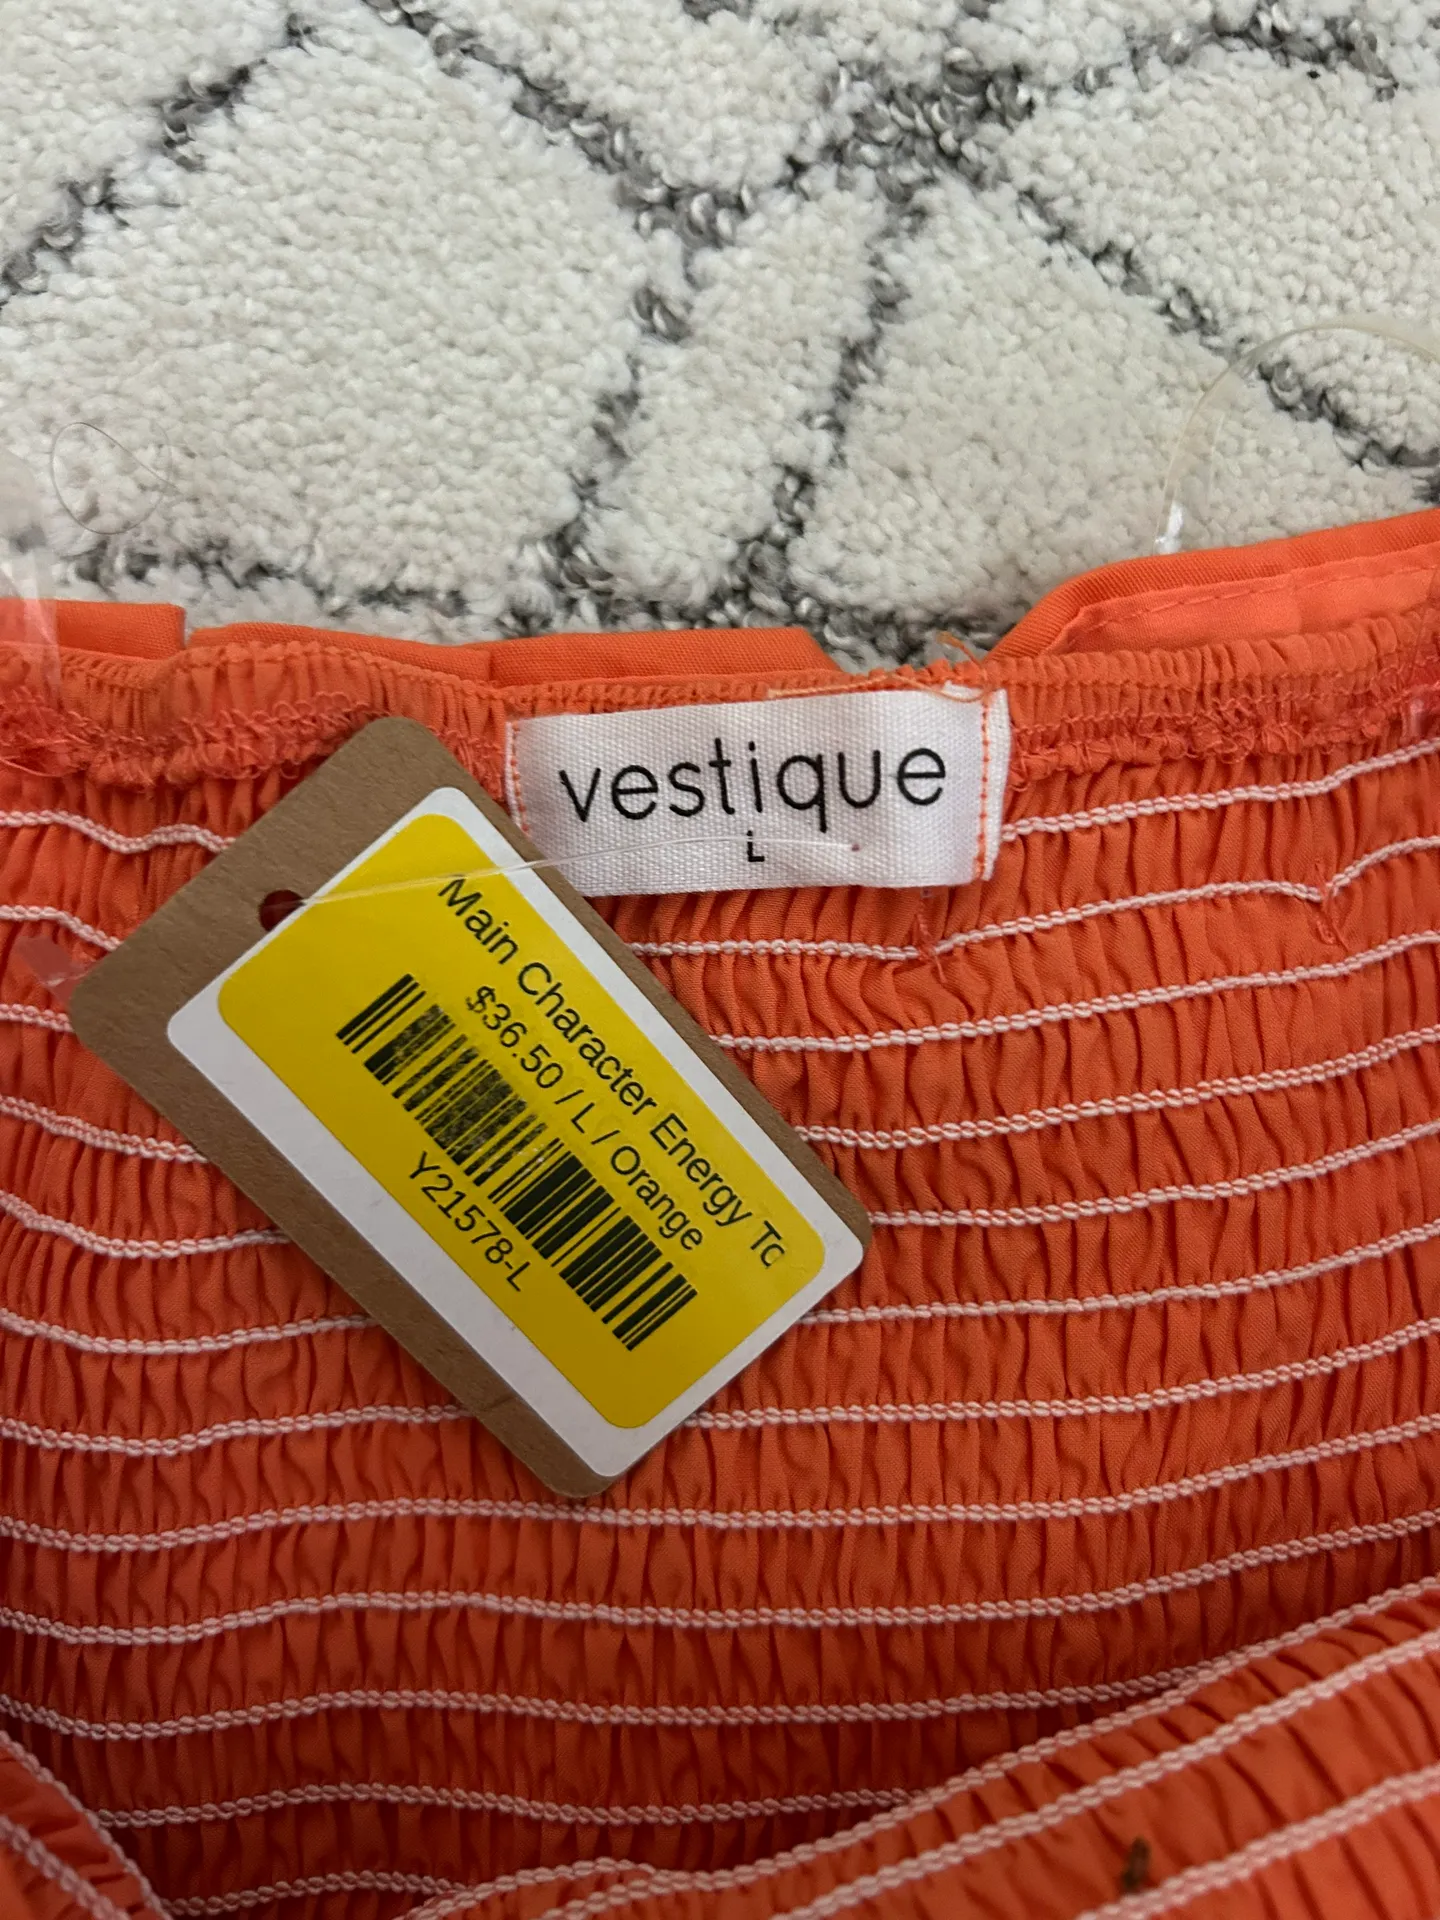 vestique
L
Main Character Energy To
$36.50 / L / Orange
Y21578-L